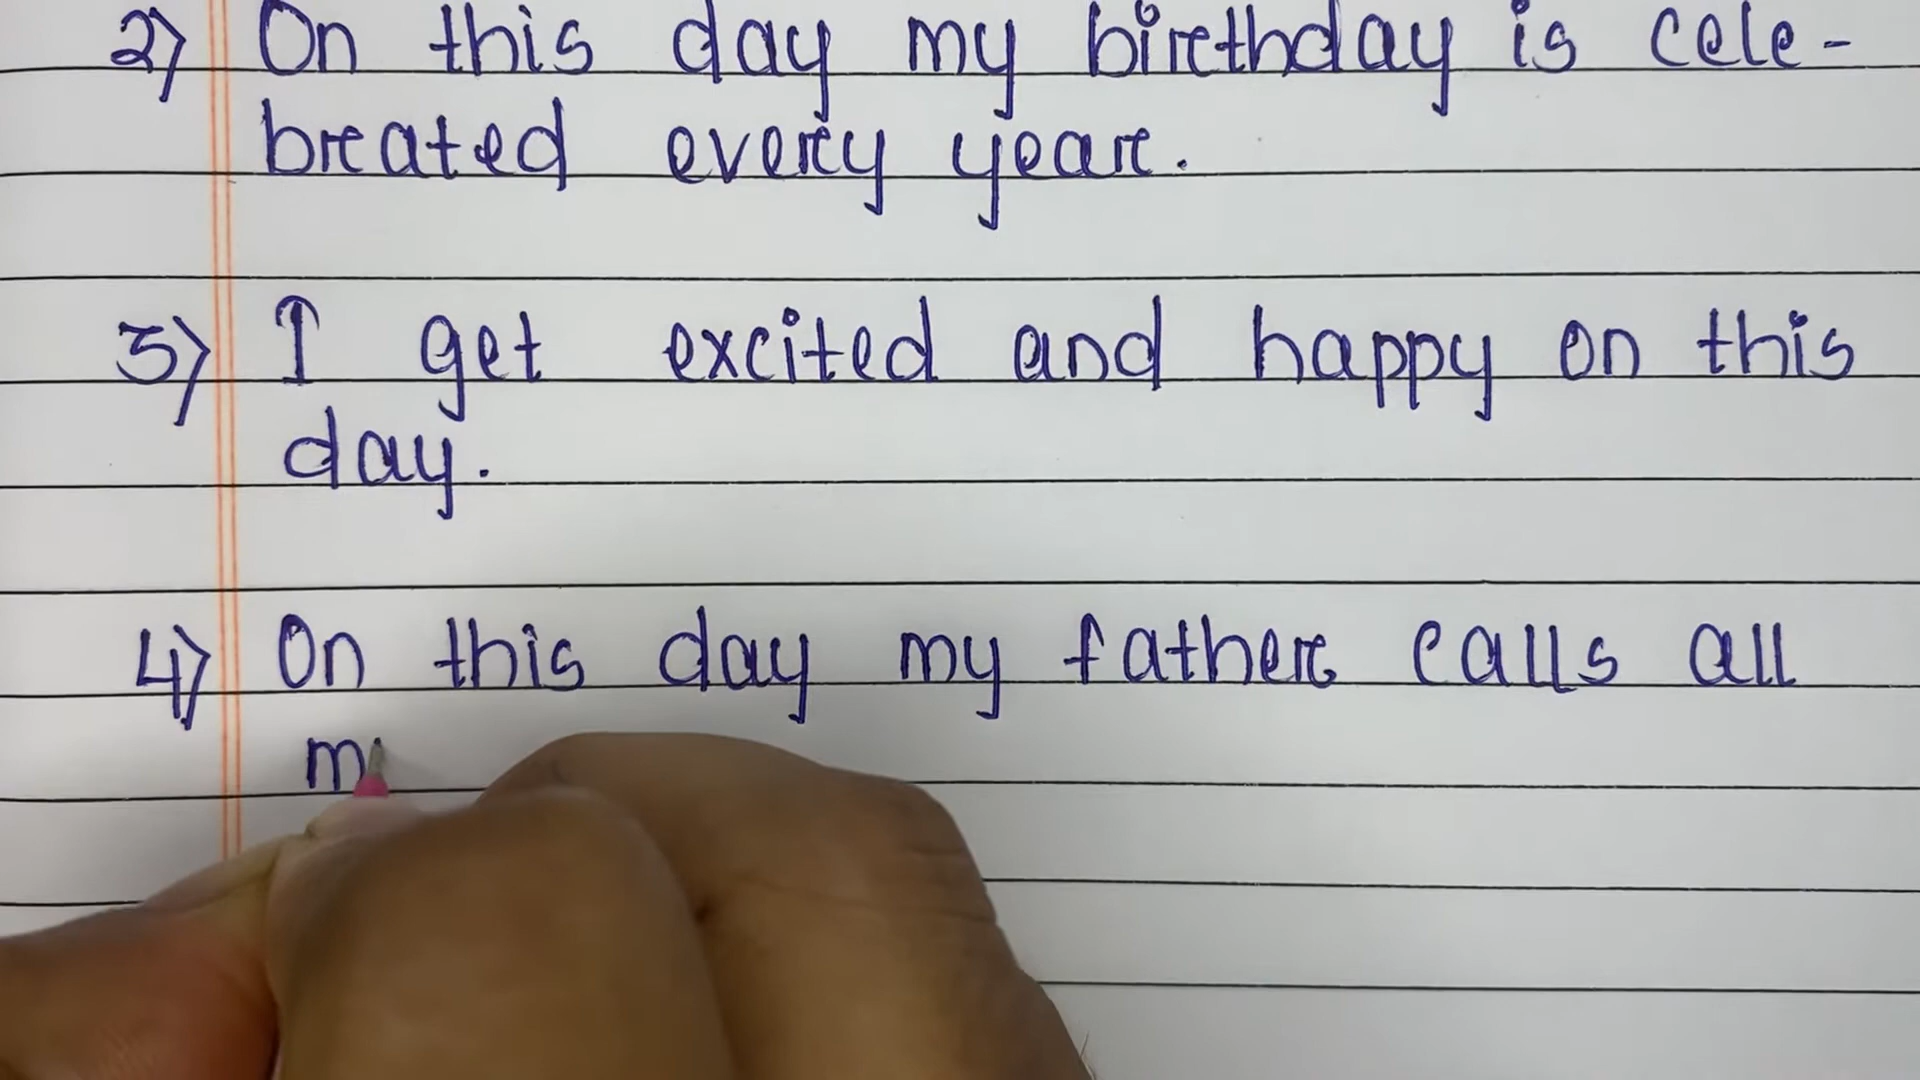 2) On this day my birthday is cele-
brated every year.
3) I get excited and happy on this
day.
4) On this day my father calls all
m